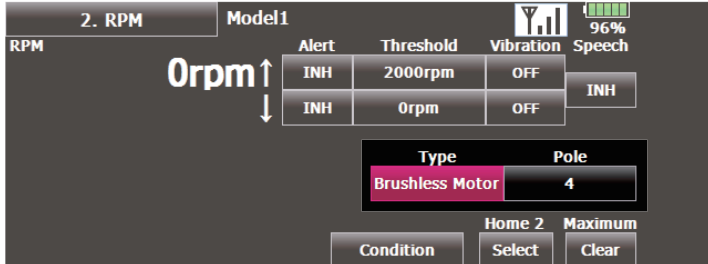 2. RPM Model1 96%
RPM Alert Threshold Vibration Speech
0rpm ↑ INH 2000rpm OFF INH
↓ INH 0rpm OFF
Type Pole
Brushless Motor 4
Home 2 Maximum
Condition Select Clear